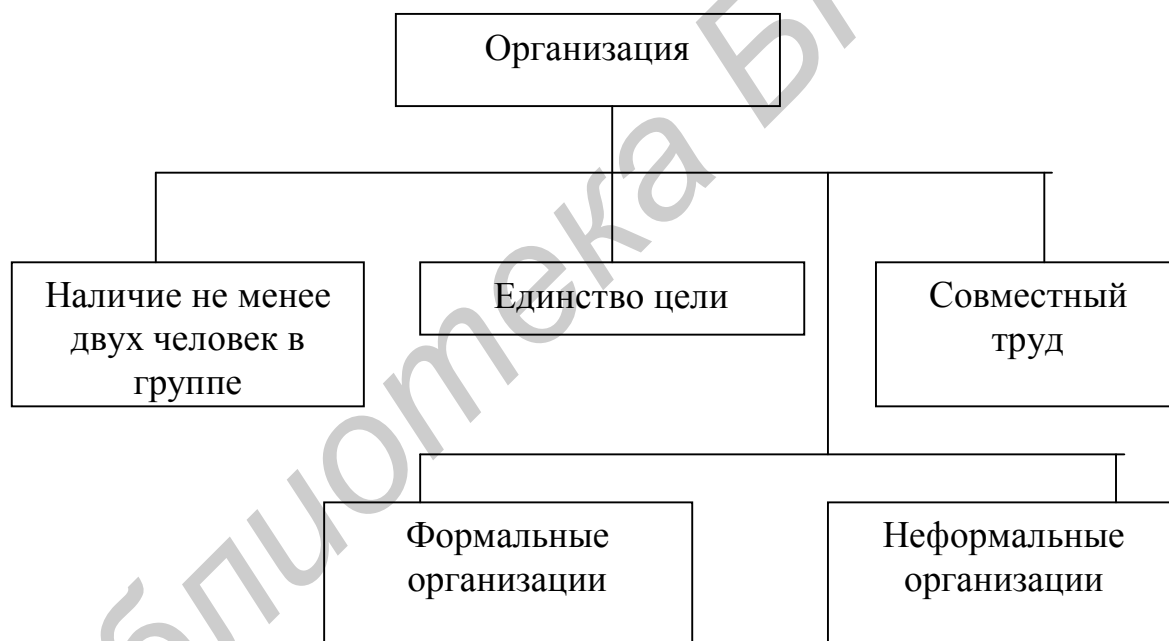 Организация
Наличие не менее
двух человек в
группе
Единство цели
Совместный
труд
Формальные
организации
Неформальные
организации